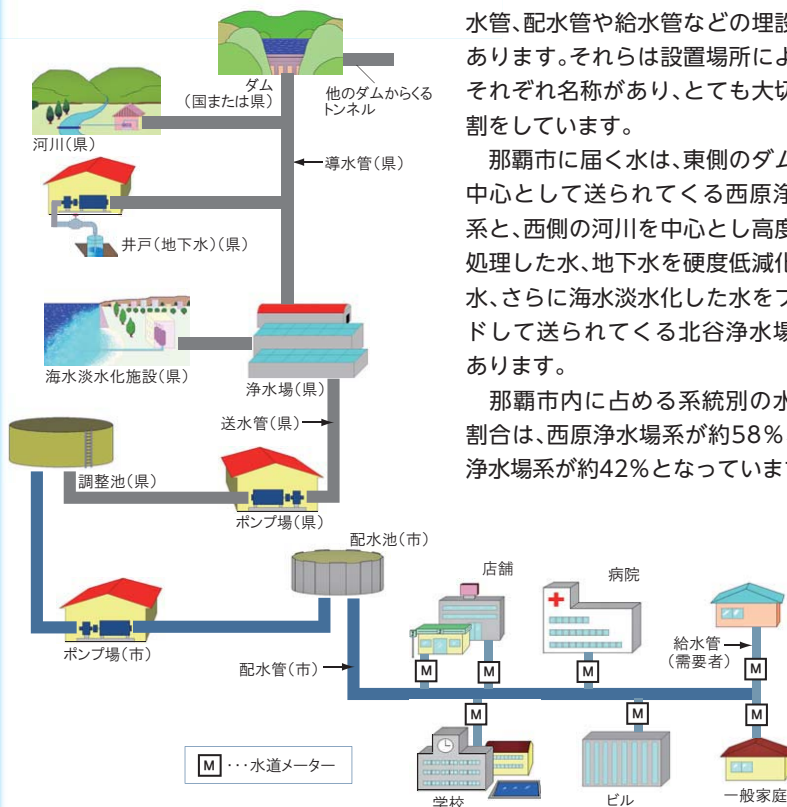 水管、配水管や給水管などの埋設
あります。それらは設置場所によ
それぞれ名称があり、とても大切
割をしています。
那覇市に届く水は、東側のダム
中心として送られてくる西原浄
系と、西側の河川を中心とし高度
処理した水、地下水を硬度低減化
水、さらに海水淡水化した水をブ
ドして送られてくる北谷浄水場
あります。
那覇市内に占める系統別の水
割合は、西原浄水場系が約58%
浄水場系が約42%となっています
ダム
(国または県)
他のダムからくる
トンネル
河川(県)
導水管(県)
井戸(地下水)(県)
海水淡水化施設(県)
浄水場(県)
送水管(県)
調整池(県)
ポンプ場(県)
配水池(市)
店舗
病院
給水管
(需要者)
ポンプ場(市)
配水管(市)
M
M
M
M
M
M
M
M・・・水道メーター
学校
ビル
一般家庭